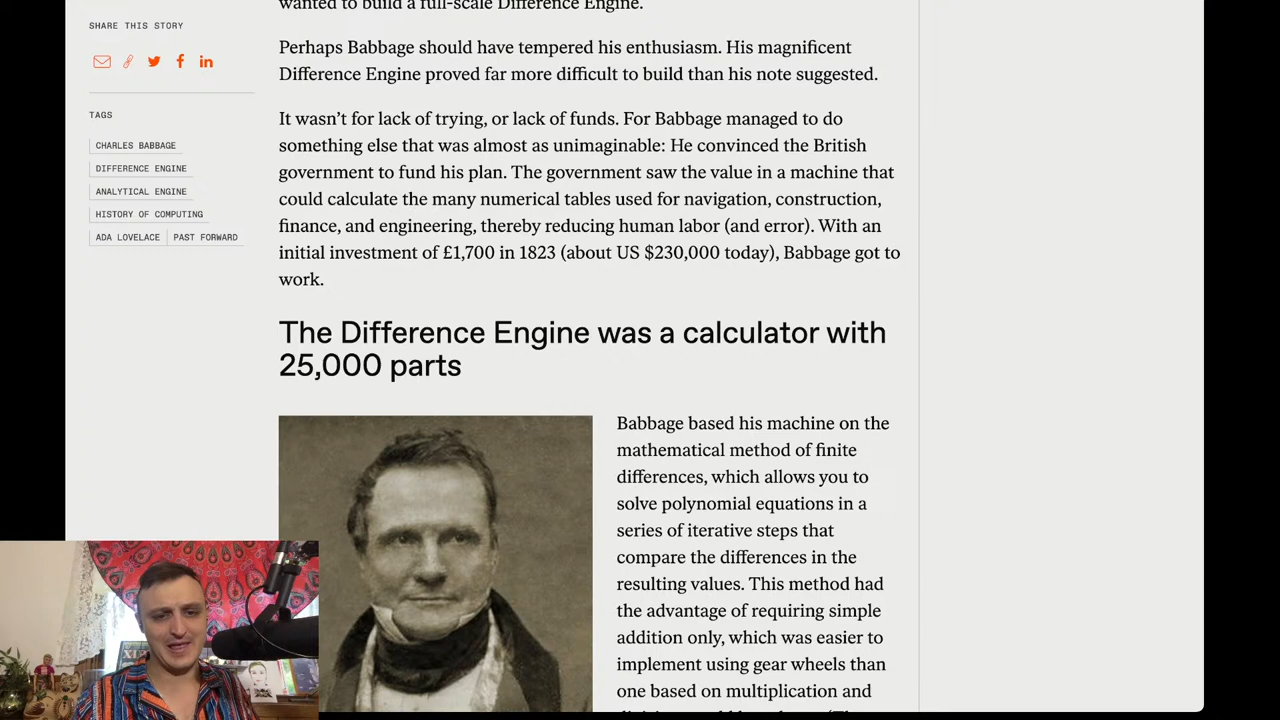 wanted to build a full-scale Difference Engine.
SHARE THIS STORY
TAGS
CHARLES BABBAGE
DIFFERENCE ENGINE
ANALYTICAL ENGINE
HISTORY OF COMPUTING
ADA LOVELACE PAST FORWARD
Perhaps Babbage should have tempered his enthusiasm. His magnificent
Difference Engine proved far more difficult to build than his note suggested.
It wasn’t for lack of trying, or lack of funds. For Babbage managed to do
something else that was almost as unimaginable: He convinced the British
government to fund his plan. The government saw the value in a machine that
could calculate the many numerical tables used for navigation, construction,
finance, and engineering, thereby reducing human labor (and error). With an
initial investment of £1,700 in 1823 (about US $230,000 today), Babbage got to
work.
The Difference Engine was a calculator with
25,000 parts
Babbage based his machine on the
mathematical method of finite
differences, which allows you to
solve polynomial equations in a
series of iterative steps that
compare the differences in the
resulting values. This method had
the advantage of requiring simple
addition only, which was easier to
implement using gear wheels than
one based on multiplication and